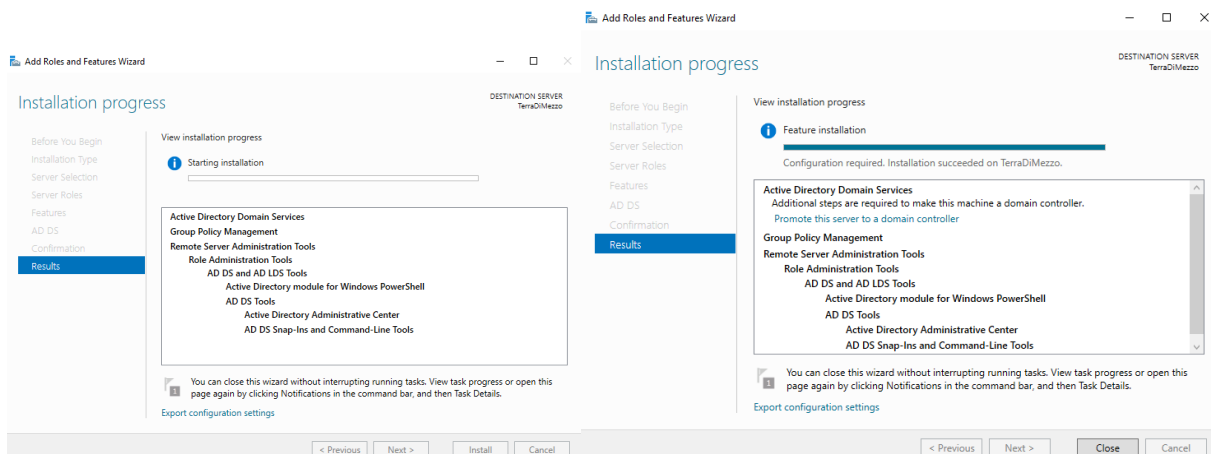 Add Roles and Features Wizard
Installation progress
DESTINATION SERVER
TerraDiMezzo
Before You Begin
Installation Type
Server Selection
Server Roles
Features
AD DS
Confirmation
Results
View installation progress
Starting installation
Active Directory Domain Services
Group Policy Management
Remote Server Administration Tools
Role Administration Tools
AD DS and AD LDS Tools
Active Directory module for Windows PowerShell
AD DS Tools
Active Directory Administrative Center
AD DS Snap-Ins and Command-Line Tools
1
You can close this wizard without interrupting running tasks. View task progress or open this
page again by clicking Notifications in the command bar, and then Task Details.
Export configuration settings
< Previous Next > Install Cancel
Add Roles and Features Wizard
Installation progress
DESTINATION SERVER
TerraDiMezzo
Before You Begin
Installation Type
Server Selection
Server Roles
Features
AD DS
Confirmation
Results
View installation progress
Feature installation
Configuration required. Installation succeeded on TerraDiMezzo.
Active Directory Domain Services
Additional steps are required to make this machine a domain controller.
Promote this server to a domain controller
Group Policy Management
Remote Server Administration Tools
Role Administration Tools
AD DS and AD LDS Tools
Active Directory module for Windows PowerShell
AD DS Tools
Active Directory Administrative Center
AD DS Snap-Ins and Command-Line Tools
1
You can close this wizard without interrupting running tasks. View task progress or open this
page again by clicking Notifications in the command bar, and then Task Details.
Export configuration settings
< Previous Next > Close Cancel